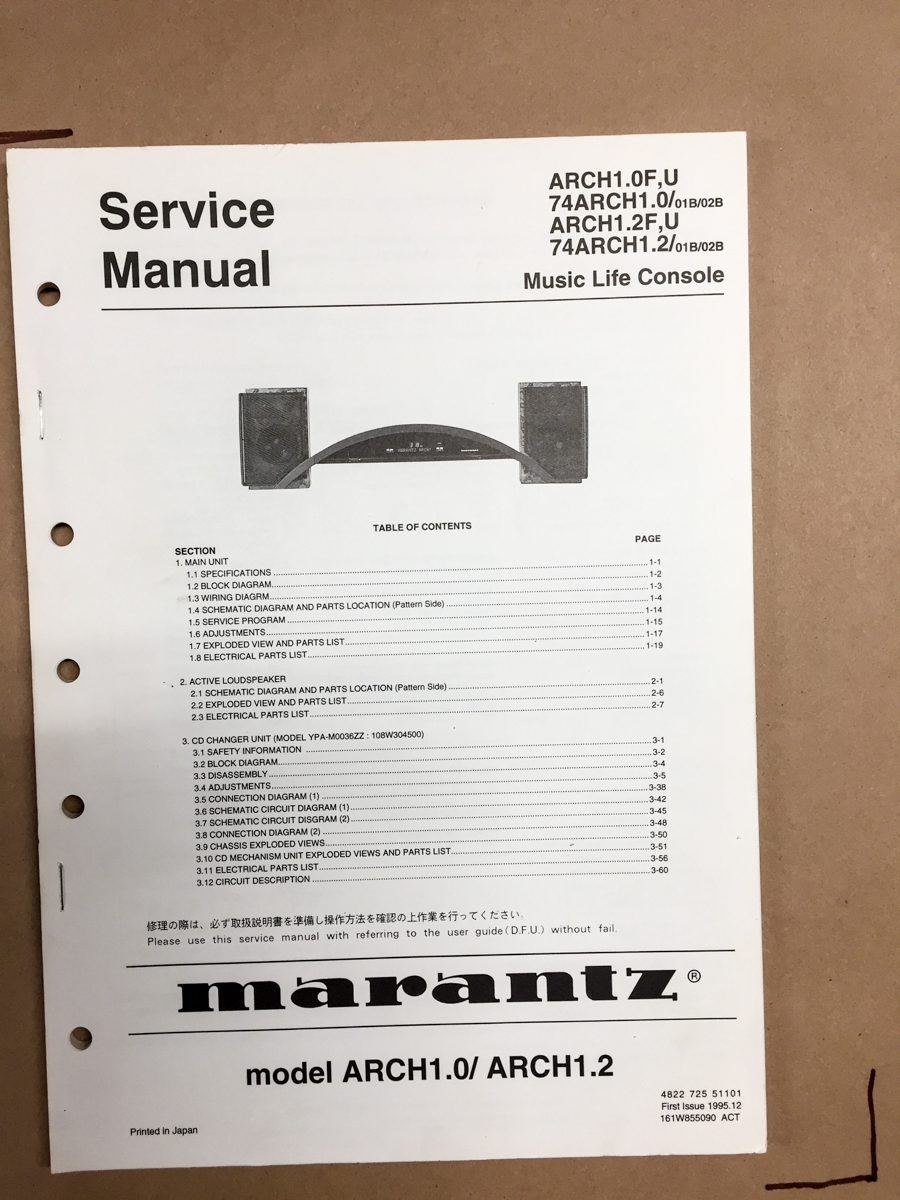 Service
Manual
ARCH1.0F,U
74ARCH1.0/01B/02B
ARCH1.2F,U
74ARCH1.2/01B/02B
Music Life Console
TABLE OF CONTENTS
SECTION PAGE
1. MAIN UNIT
1.1 SPECIFICATIONS 1-1
1.2 BLOCK DIAGRAM 1-2
1.3 WIRING DIAGRM 1-3
1.4 SCHEMATIC DIAGRAM AND PARTS LOCATION (Pattern Side) 1-4
1.5 SERVICE PROGRAM 1-14
1.6 ADJUSTMENTS 1-15
1.7 EXPLODED VIEW AND PARTS LIST 1-17
1.8 ELECTRICAL PARTS LIST 1-19
2. ACTIVE LOUDSPEAKER
2.1 SCHEMATIC DIAGRAM AND PARTS LOCATION (Pattern Side) 2-1
2.2 EXPLODED VIEW AND PARTS LIST 2-6
2.3 ELECTRICAL PARTS LIST 2-7
3. CD CHANGER UNIT (MODEL YPA-M0036ZZ : 108W304500)
3.1 SAFETY INFORMATION 3-1
3.2 BLOCK DIAGRAM 3-2
3.3 DISASSEMBLY 3-4
3.4 ADJUSTMENTS 3-5
3.5 CONNECTION DIAGRAM (1) 3-38
3.6 SCHEMATIC CIRCUIT DIAGRAM (1) 3-42
3.7 SCHEMATIC CIRCUIT DISGRAM (2) 3-45
3.8 CONNECTION DIAGRAM (2) 3-48
3.9 CHASSIS EXPLODED VIEWS 3-50
3.10 CD MECHANISM UNIT EXPLODED VIEWS AND PARTS LIST 3-51
3.11 ELECTRICAL PARTS LIST 3-56
3.12 CIRCUIT DESCRIPTION 3-60
修理の際は、必ず取扱説明書を準備し操作方法を確認の上作業を行ってください。
Please use this service manual with referring to the user guide(D.F.U.) without fail.
marantz®
model ARCH1.0/ ARCH1.2
4822 725 51101
First Issue 1995.12
161W855090 ACT
Printed in Japan